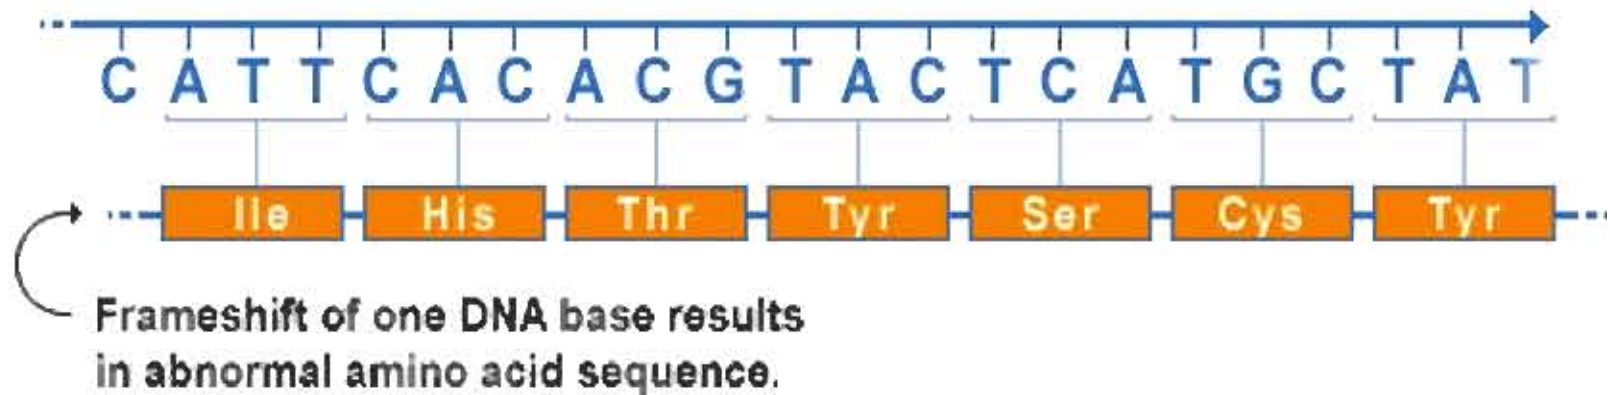 C A T T C A C A C G T A C T C A T G C T A T
Ile His Thr Tyr Ser Cys Tyr
Frameshift of one DNA base results
in abnormal amino acid sequence.